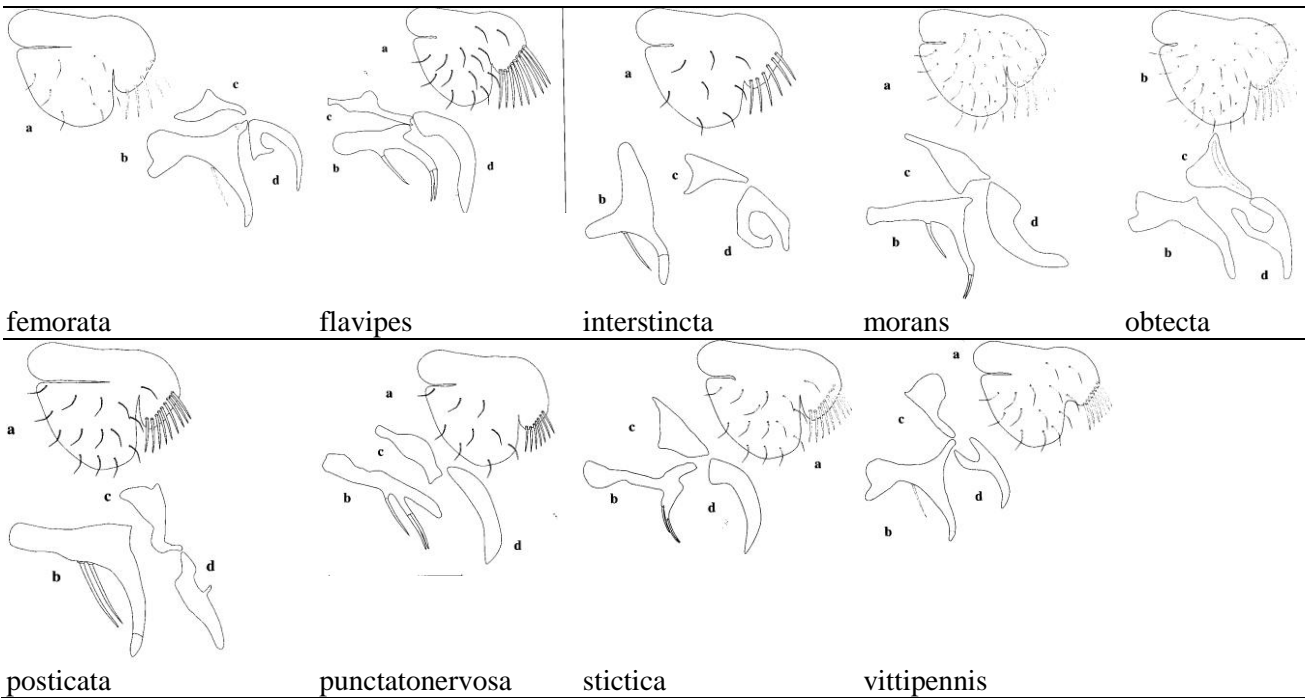 a
b
c
d
femorata
a
c
b
d
flavipes
a
b
c
d
interstincta
a
c
b
d
morans
b
c
b
d
obtecta
a
c
b
d
posticata
a
c
b
d
punctatonervosa
c
a
b
d
stictica
a
c
b
d
vittipennis